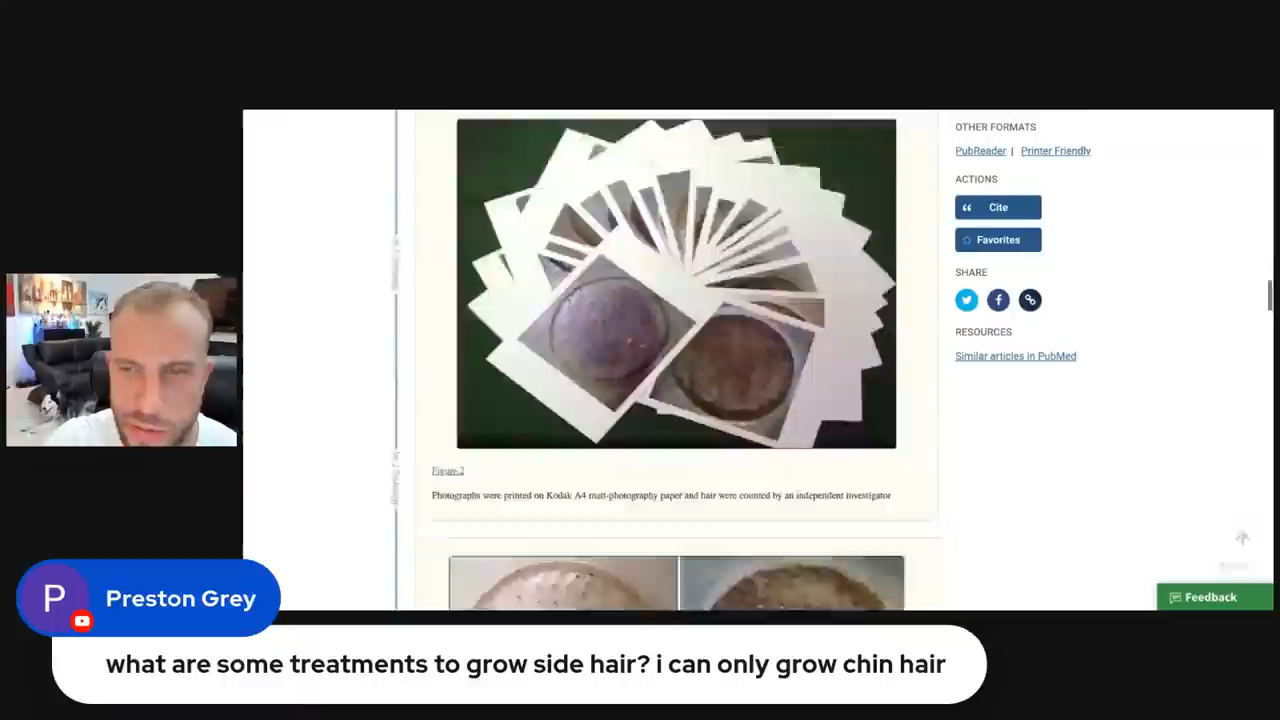 OTHER FORMATS
PubReader | Printer Friendly
ACTIONS
Cite
Favorites
SHARE
RESOURCES
Similar articles in PubMed
Figure 2
Photographs were printed on Kodak A4 matt-photography paper and hair were counted by an independent investigator
Feedback
P
Preston Grey
what are some treatments to grow side hair? i can only grow chin hair